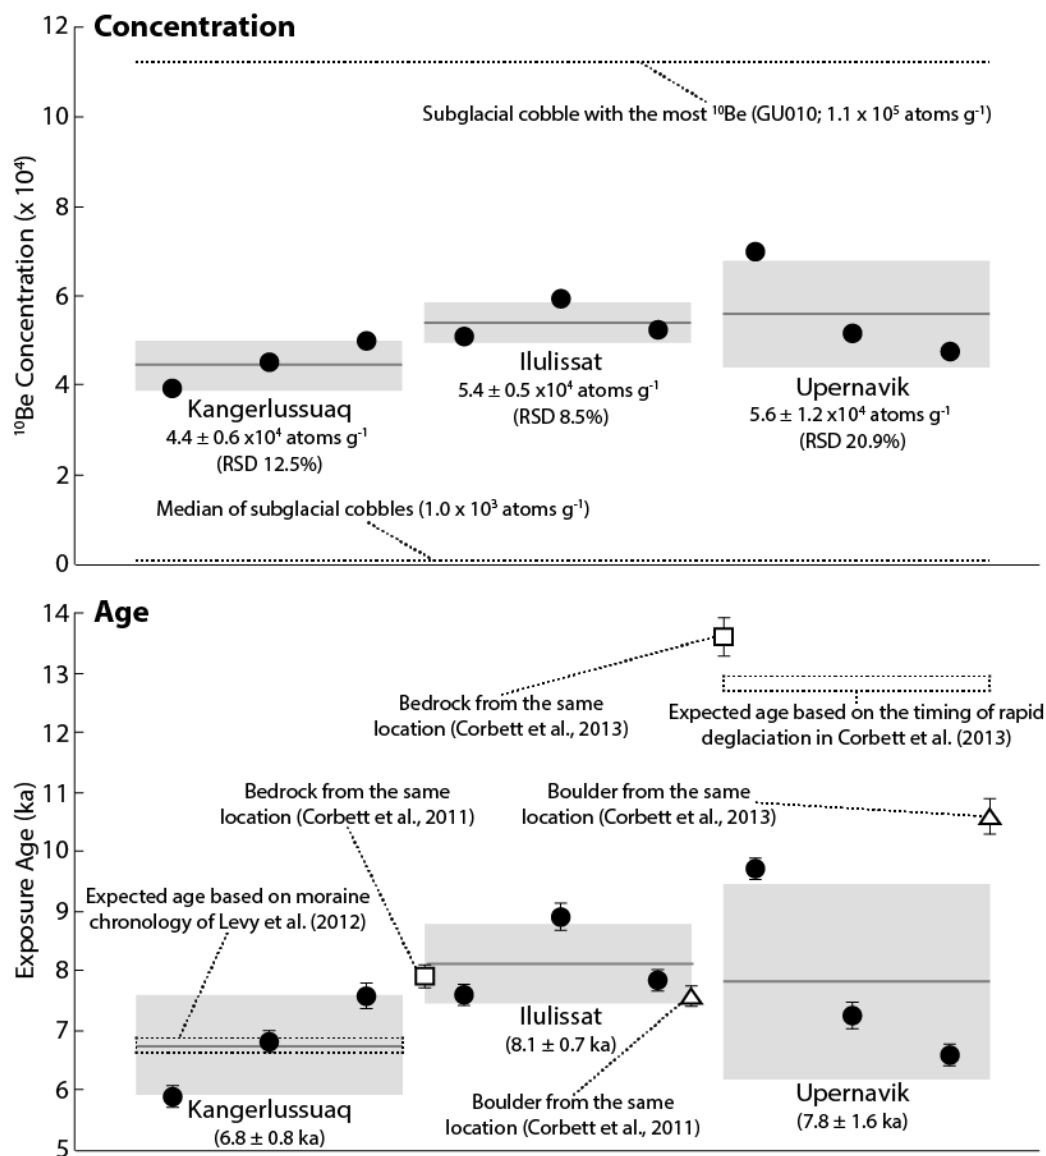 Concentration
12
10
8
6
4
2
0
¹⁰Be Concentration (x 10⁴)
Subglacial cobble with the most ¹⁰Be (GU010; 1.1 x 10⁵ atoms g⁻¹)
Kangerlussuaq
4.4 ± 0.6 x10⁴ atoms g⁻¹
(RSD 12.5%)
Ilulissat
5.4 ± 0.5 x10⁴ atoms g⁻¹
(RSD 8.5%)
Upernavik
5.6 ± 1.2 x10⁴ atoms g⁻¹
(RSD 20.9%)
Median of subglacial cobbles (1.0 x 10³ atoms g⁻¹)
Age
14
13
12
11
10
9
8
7
6
5
Exposure Age (ka)
Bedrock from the same
location (Corbett et al., 2013)
Expected age based on the timing of rapid
deglaciation in Corbett et al. (2013)
Bedrock from the same
location (Corbett et al., 2011)
Boulder from the same
location (Corbett et al., 2013)
Expected age based on moraine
chronology of Levy et al. (2012)
Kangerlussuaq
(6.8 ± 0.8 ka)
Ilulissat
(8.1 ± 0.7 ka)
Boulder from the same
location (Corbett et al., 2011)
Upernavik
(7.8 ± 1.6 ka)